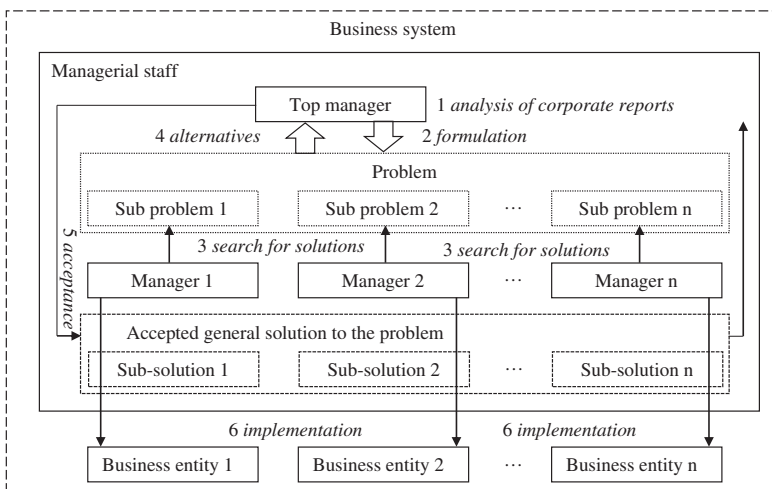 Business system
Managerial staff
Top manager
1 analysis of corporate reports
4 alternatives
2 formulation
Problem
Sub problem 1
Sub problem 2
...
Sub problem n
3 search for solutions
3 search for solutions
Manager 1
Manager 2
...
Manager n
5 acceptance
Accepted general solution to the problem
Sub-solution 1
Sub-solution 2
...
Sub-solution n
6 implementation
6 implementation
Business entity 1
Business entity 2
...
Business entity n